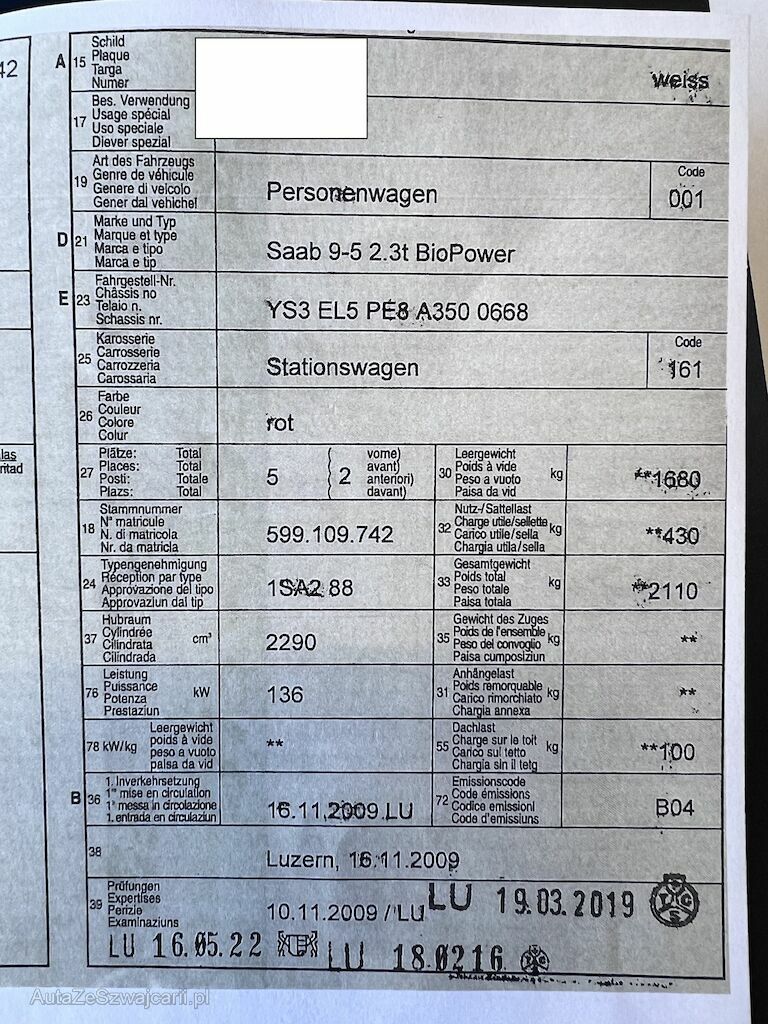 42
A 15 Schild
Plaque
Targa
Numer
weiss
17 Bes. Verwendung
Usage spécial
Uso speciale
Diever spezial
19 Art des Fahrzeugs
Genre de véhicule
Genere di veicolo
Gener dal vehichel
Personenwagen
Code
001
D 21 Marke und Typ
Marque et type
Marca e tipo
Marca e tip
Saab 9-5 2.3t BioPower
E 23 Fahrgestell-Nr.
Châssis no
Telaio n.
Schassis nr.
YS3 EL5 PE8 A350 0668
25 Karosserie
Carrosserie
Carrozzeria
Carossaria
Stationswagen
Code
161
26 Farbe
Couleur
Colore
Colur
rot
las
ritad
27 Plätze: Total
Places: Total
Posti: Totale
Plazs: Total
5
( 2 vorne)
( avant)
( anteriori)
( davant)
30 Leergewicht
Poids à vide
Peso a vuoto
Paisa da vid
kg
**1680
18 Stammnummer
N° matricule
N. di matricola
Nr. da matricla
599.109.742
32 Nutz-/Sattellast
Charge utile/sellette
Carico utile/sella
Chargia utila/sella
kg
**430
24 Typengenehmigung
Réception par type
Approvazione del tipo
Approvaziun dal tip
1SA2 88
33 Gesamtgewicht
Poids total
Peso totale
Paisa totala
kg
**2110
37 Hubraum
Cylindrée
Cilindrata
Cilindrada
cm³
2290
35 Gewicht des Zuges
Poids de l'ensemble
Peso del convoglio
Paisa cumposiziun
kg
**
76 Leistung
Puissance
Potenza
Prestaziun
kW
136
31 Anhängelast
Poids remorquable
Carico rimorchiato
Chargia annexa
kg
**
78 kW/kg Leergewicht
poids à vide
peso a vuoto
paisa da vid
**
55 Dachlast
Charge sur le toit
Carico sul tetto
Chargia sin il tetg
kg
**100
B 36 1. Inverkehrsetzung
1re mise en circulation
1a messa in circolazione
1. entrada en circulaziun
16.11.2009 LU
72 Emissionscode
Code émissions
Codice emissioni
Code d'emissiuns
B04
38
Luzern, 16.11.2009
39 Prüfungen
Expertises
Perizie
Examinaziuns
10.11.2009 / LU
LU 19.03.2019
LU 16.05.22
LU 18.0216.
AutaZeSzwajcarii.pl